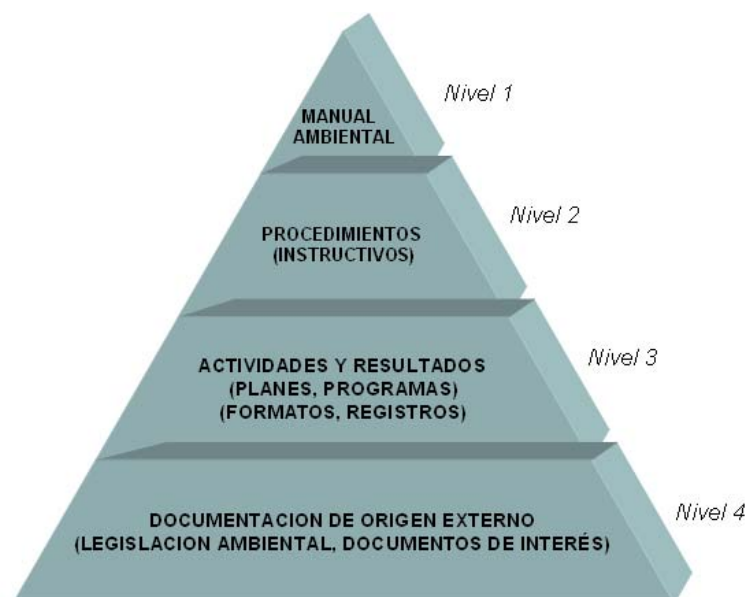 Nivel 1
MANUAL
AMBIENTAL
Nivel 2
PROCEDIMIENTOS
(INSTRUCTIVOS)
Nivel 3
ACTIVIDADES Y RESULTADOS
(PLANES, PROGRAMAS)
(FORMATOS, REGISTROS)
Nivel 4
DOCUMENTACION DE ORIGEN EXTERNO
(LEGISLACION AMBIENTAL, DOCUMENTOS DE INTERÉS)